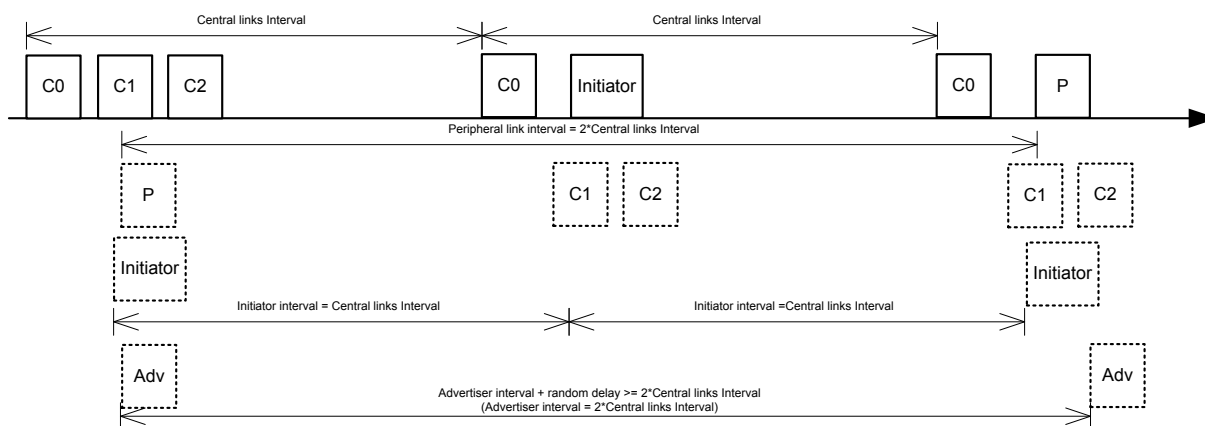 Central links Interval Central links Interval
C0 C1 C2 C0 Initiator C0 P
Peripheral link interval = 2*Central links Interval
P C1 C2 C1 C2
Initiator Initiator
Initiator interval = Central links Interval Initiator interval =Central links Interval
Adv Adv
Advertiser interval + random delay >= 2*Central links Interval
(Advertiser interval = 2*Central links Interval)